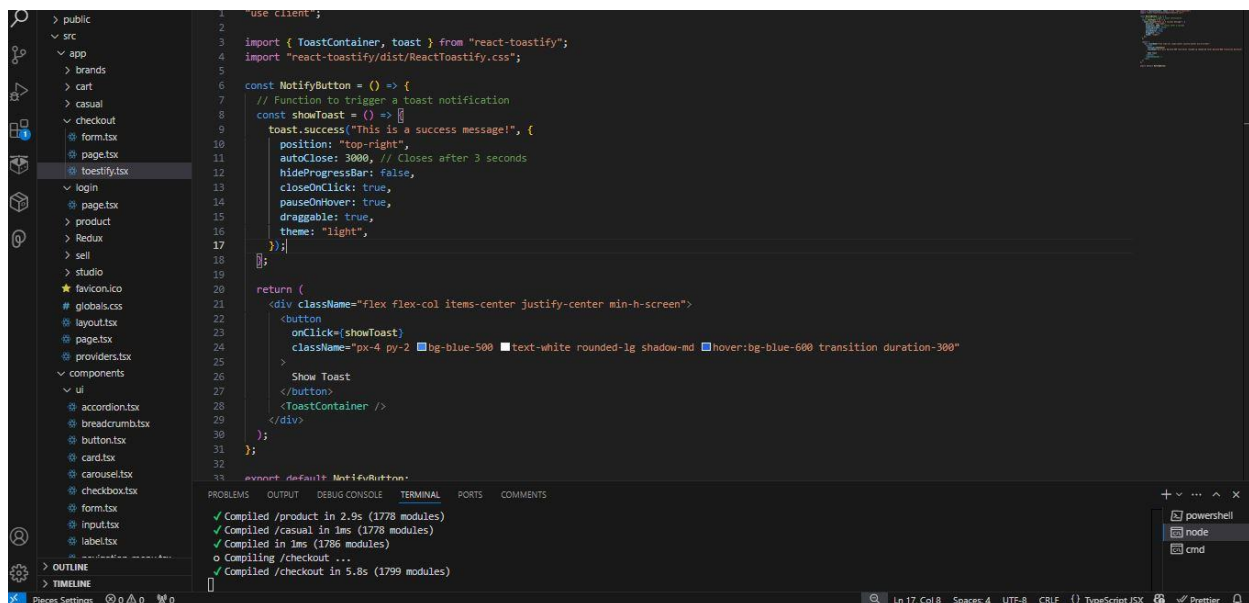 > public
v src
v app
> brands
> cart
> casual
v checkout
form.tsx
page.tsx
toestify.tsx
v login
page.tsx
> product
> Redux
> sell
> studio
favicon.ico
# globals.css
layout.tsx
page.tsx
providers.tsx
v components
v ui
accordion.tsx
breadcrumb.tsx
button.tsx
card.tsx
carousel.tsx
checkbox.tsx
form.tsx
input.tsx
label.tsx
> OUTLINE
> TIMELINE
1 "use client";
2
3 import { ToastContainer, toast } from "react-toastify";
4 import "react-toastify/dist/ReactToastify.css";
5
6 const NotifyButton = () => {
7 // Function to trigger a toast notification
8 const showToast = () => {
9 toast.success("This is a success message!", {
10 position: "top-right",
11 autoClose: 3000, // Closes after 3 seconds
12 hideProgressBar: false,
13 closeOnClick: true,
14 pauseOnHover: true,
15 draggable: true,
16 theme: "light",
17 });
18 };
19
20 return (
21 <div className="flex flex-col items-center justify-center min-h-screen">
22 <button
23 onClick={showToast}
24 className="px-4 py-2 bg-blue-500 text-white rounded-lg shadow-md hover:bg-blue-600 transition duration-300"
25 >
26 Show Toast
27 </button>
28 <ToastContainer />
29 </div>
30 );
31 };
32
33 export default NotifyButton;
PROBLEMS OUTPUT DEBUG CONSOLE TERMINAL PORTS COMMENTS
✓ Compiled /product in 2.9s (1778 modules)
✓ Compiled /casual in 1ms (1778 modules)
✓ Compiled in 1ms (1786 modules)
○ Compiling /checkout ...
✓ Compiled /checkout in 5.8s (1799 modules)
powershell
node
cmd
Pieces Settings 0 0 0 Ln 17, Col 8 Spaces: 4 UTF-8 CRLF {} TypeScript JSX Prettier